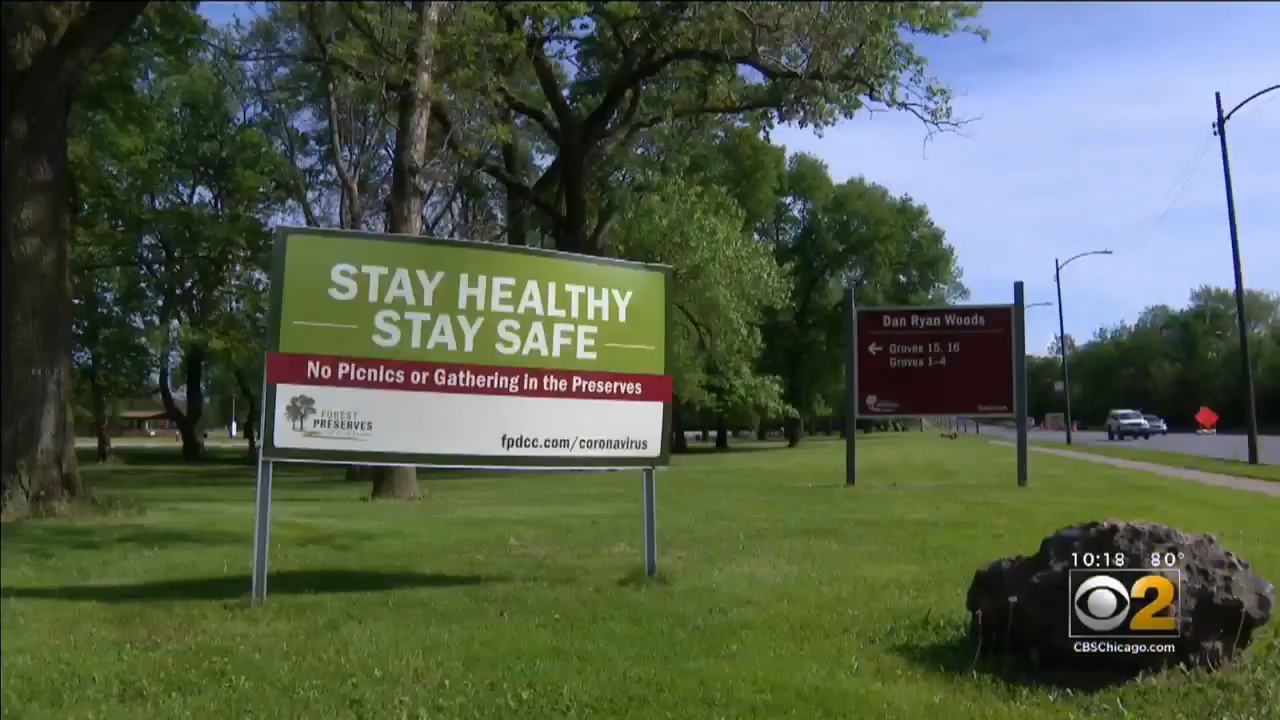 STAY HEALTHY
STAY SAFE
No Picnics or Gathering in the Preserves
FOREST
PRESERVES
fpdcc.com/coronavirus
Dan Ryan Woods
← Groves 15, 16
Groves 1-4
10:18 80°
2
CBSChicago.com